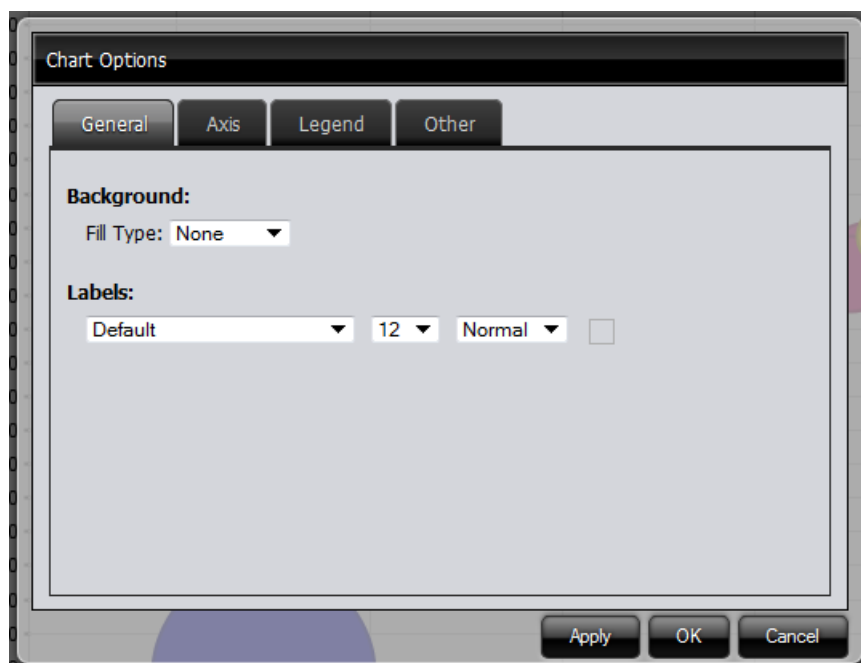 Chart Options
General Axis Legend Other
Background:
Fill Type: None
Labels:
Default 12 Normal
Apply OK Cancel